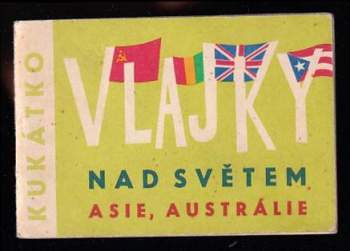 KUKÁTKO
VLAJKY
NAD SVĚTEM
ASIE, AUSTRÁLIE